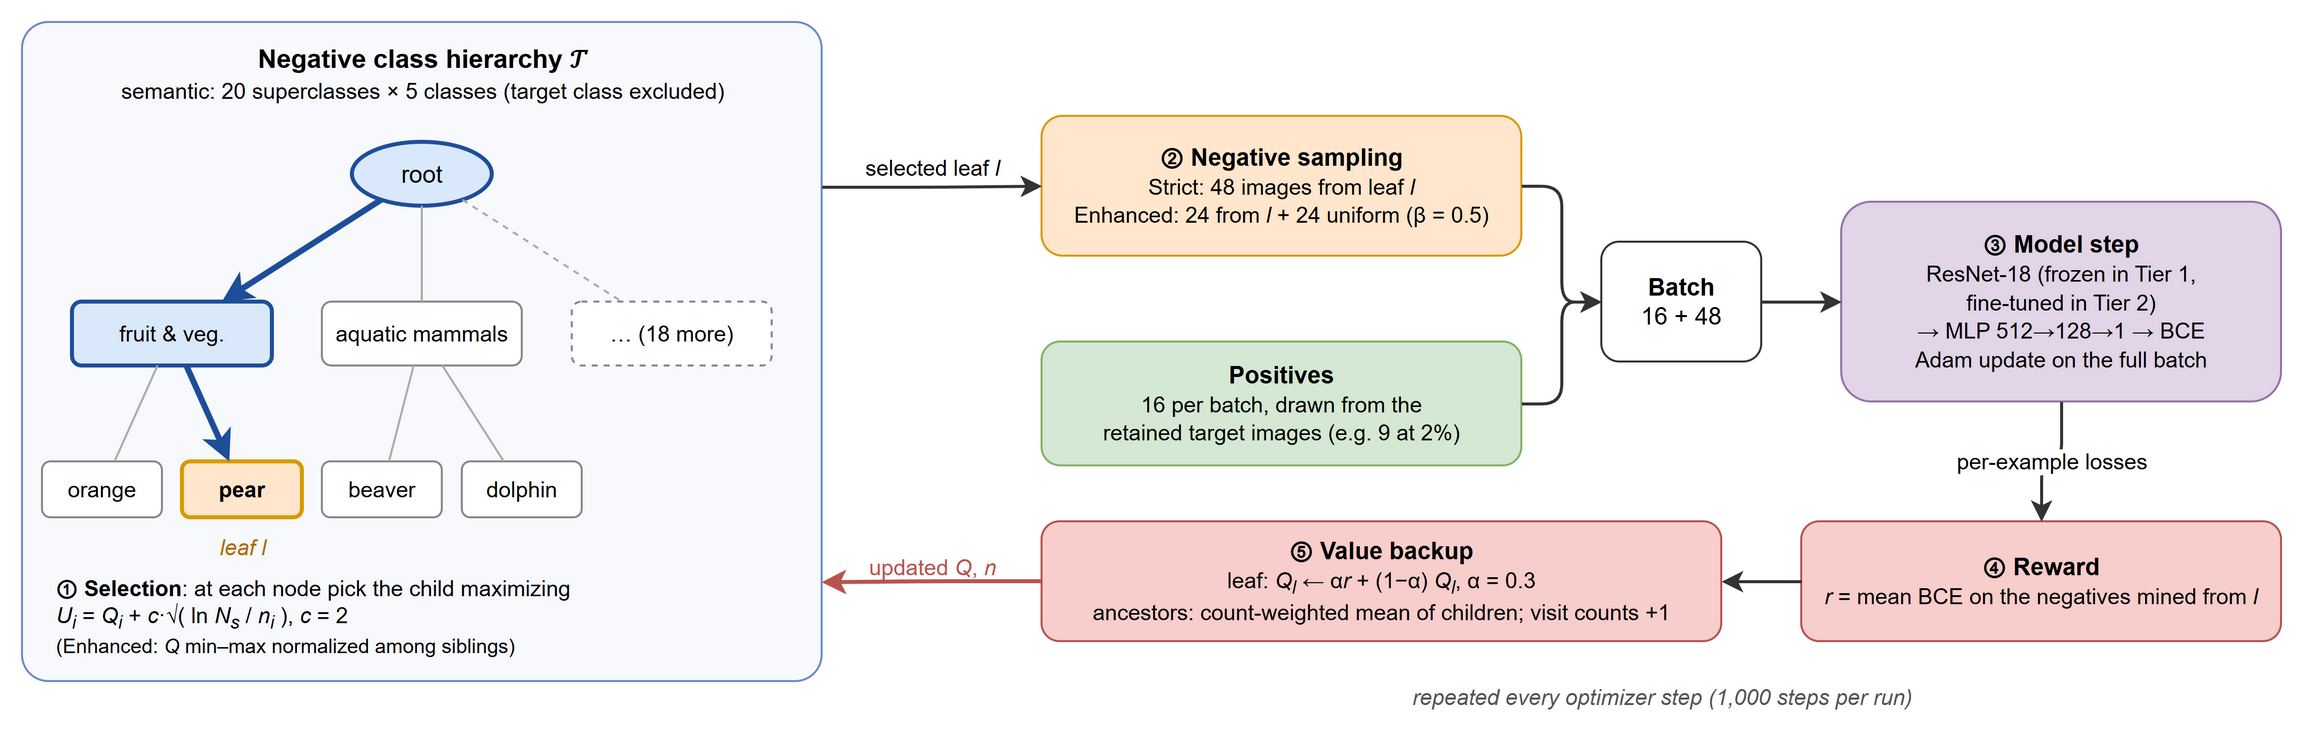 Negative class hierarchy 𝒯
semantic: 20 superclasses × 5 classes (target class excluded)
root
fruit & veg.
aquatic mammals
… (18 more)
orange
pear
beaver
dolphin
leaf l
① Selection: at each node pick the child maximizing
Uᵢ = Qᵢ + c·√( ln Nₛ / nᵢ ), c = 2
(Enhanced: Q min–max normalized among siblings)
selected leaf l
② Negative sampling
Strict: 48 images from leaf l
Enhanced: 24 from l + 24 uniform (β = 0.5)
Positives
16 per batch, drawn from the
retained target images (e.g. 9 at 2%)
Batch
16 + 48
③ Model step
ResNet-18 (frozen in Tier 1,
fine-tuned in Tier 2)
→ MLP 512→128→1 → BCE
Adam update on the full batch
per-example losses
④ Reward
r = mean BCE on the negatives mined from l
⑤ Value backup
leaf: Qₗ ← αr + (1−α) Qₗ, α = 0.3
ancestors: count-weighted mean of children; visit counts +1
updated Q, n
repeated every optimizer step (1,000 steps per run)